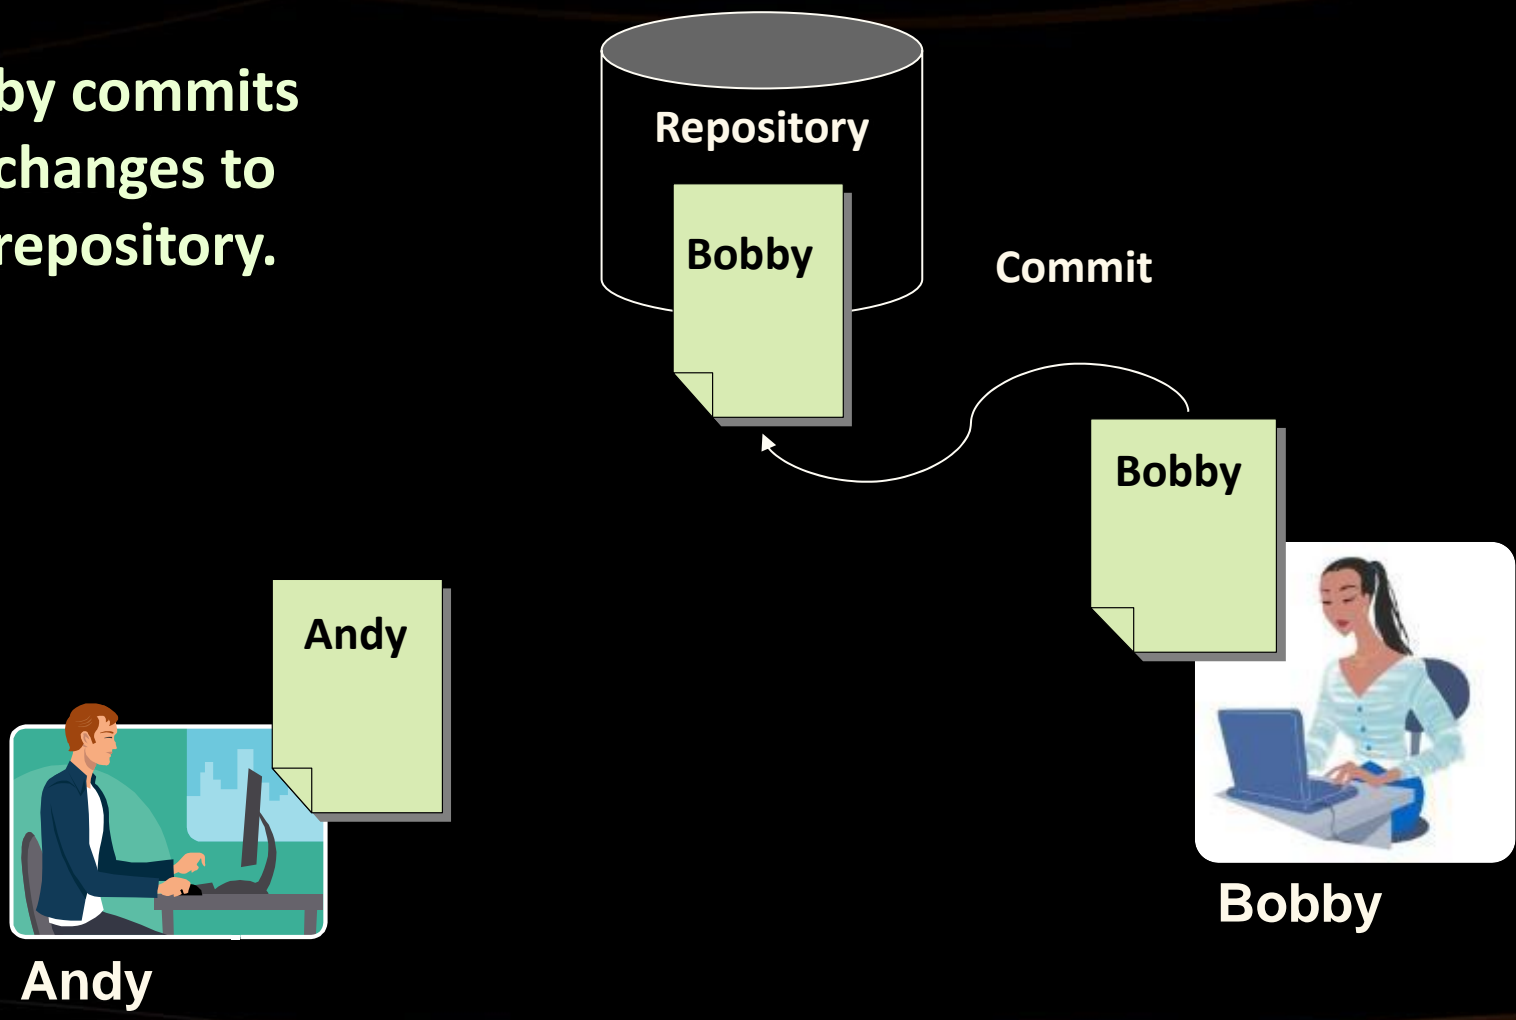 by commits
changes to
repository.
Repository
Bobby
Commit
Bobby
Andy
Bobby
Andy